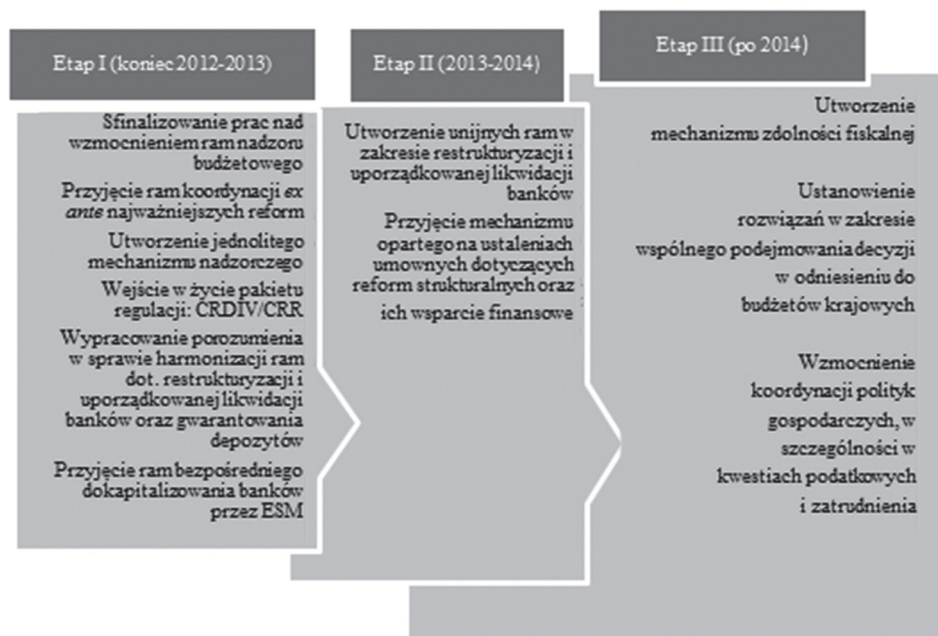 Etap I (koniec 2012-2013)
Sfinalizowanie prac nad
wzmocnieniem ram nadzoru
budżetowego
Przyjęcie ram koordynacji ex
ante najważniejszych reform
Utworzenie jednolitego
mechanizmu nadzorczego
Wejście w życie pakietu
regulacji: CRDIV/CRR
Wypracowanie porozumienia
w sprawie harmonizacji ram
dot. restrukturyzacji i
uporządkowanej likwidacji
banków oraz gwarantowania
depozytów
Przyjęcie ram bezpośredniego
dokapitalizowania banków
przez ESM
Etap II (2013-2014)
Utworzenie unijnych ram w
zakresie restrukturyzacji i
uporządkowanej likwidacji
banków
Przyjęcie mechanizmu
opartego na ustaleniach
umownych dotyczących
reform strukturalnych oraz
ich wsparcie finansowe
Etap III (po 2014)
Utworzenie
mechanizmu zdolności fiskalnej
Ustanowienie
rozwiązań w zakresie
wspólnego podejmowania decyzji
w odniesieniu do
budżetów krajowych
Wzmocnienie
koordynacji polityk
gospodarczych, w
szczególności w
kwestiach podatkowych
i zatrudnienia